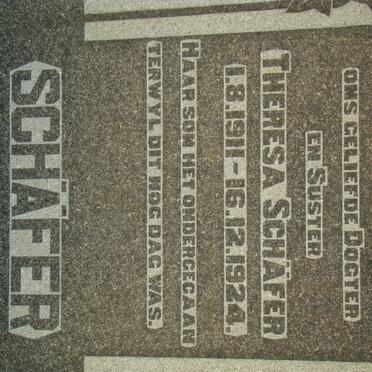 ONS GELIEFDE DOGTER
EN SUSTER
THERESA SCHÄFER
1.8.1911-16.12.1924.
HAAR SON HET ONDERGEGAAN
TERWYL DIT NOG DAG WAS.
SCHÄFER